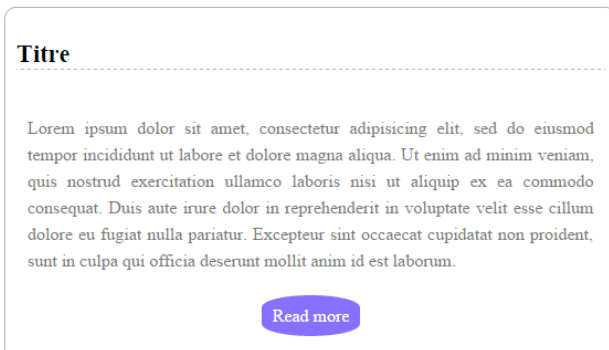 Titre
Lorem ipsum dolor sit amet, consectetur adipisicing elit, sed do eiusmod
tempor incididunt ut labore et dolore magna aliqua. Ut enim ad minim veniam,
quis nostrud exercitation ullamco laboris nisi ut aliquip ex ea commodo
consequat. Duis aute irure dolor in reprehenderit in voluptate velit esse cillum
dolore eu fugiat nulla pariatur. Excepteur sint occaecat cupidatat non proident,
sunt in culpa qui officia deserunt mollit anim id est laborum.
Read more